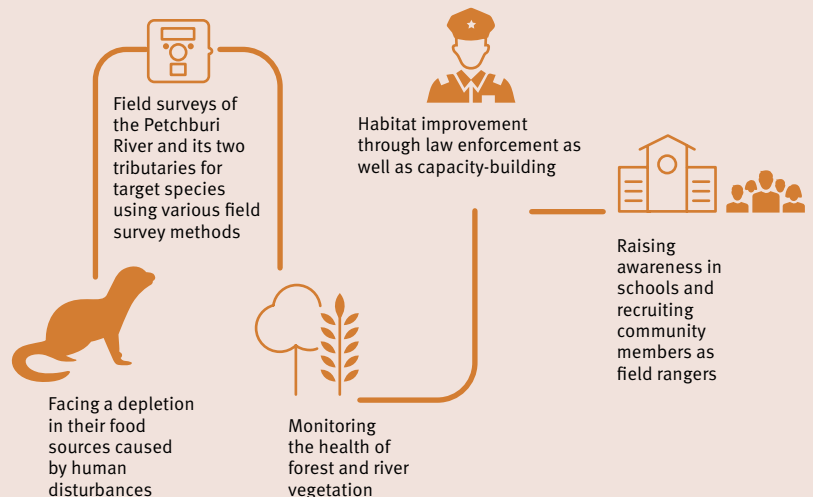 Field surveys of
the Petchburi
River and its two
tributaries for
target species
using various field
survey methods
Habitat improvement
through law enforcement as
well as capacity-building
Raising
awareness in
schools and
recruiting
community
members as
field rangers
Facing a depletion
in their food
sources caused
by human
disturbances
Monitoring
the health of
forest and river
vegetation